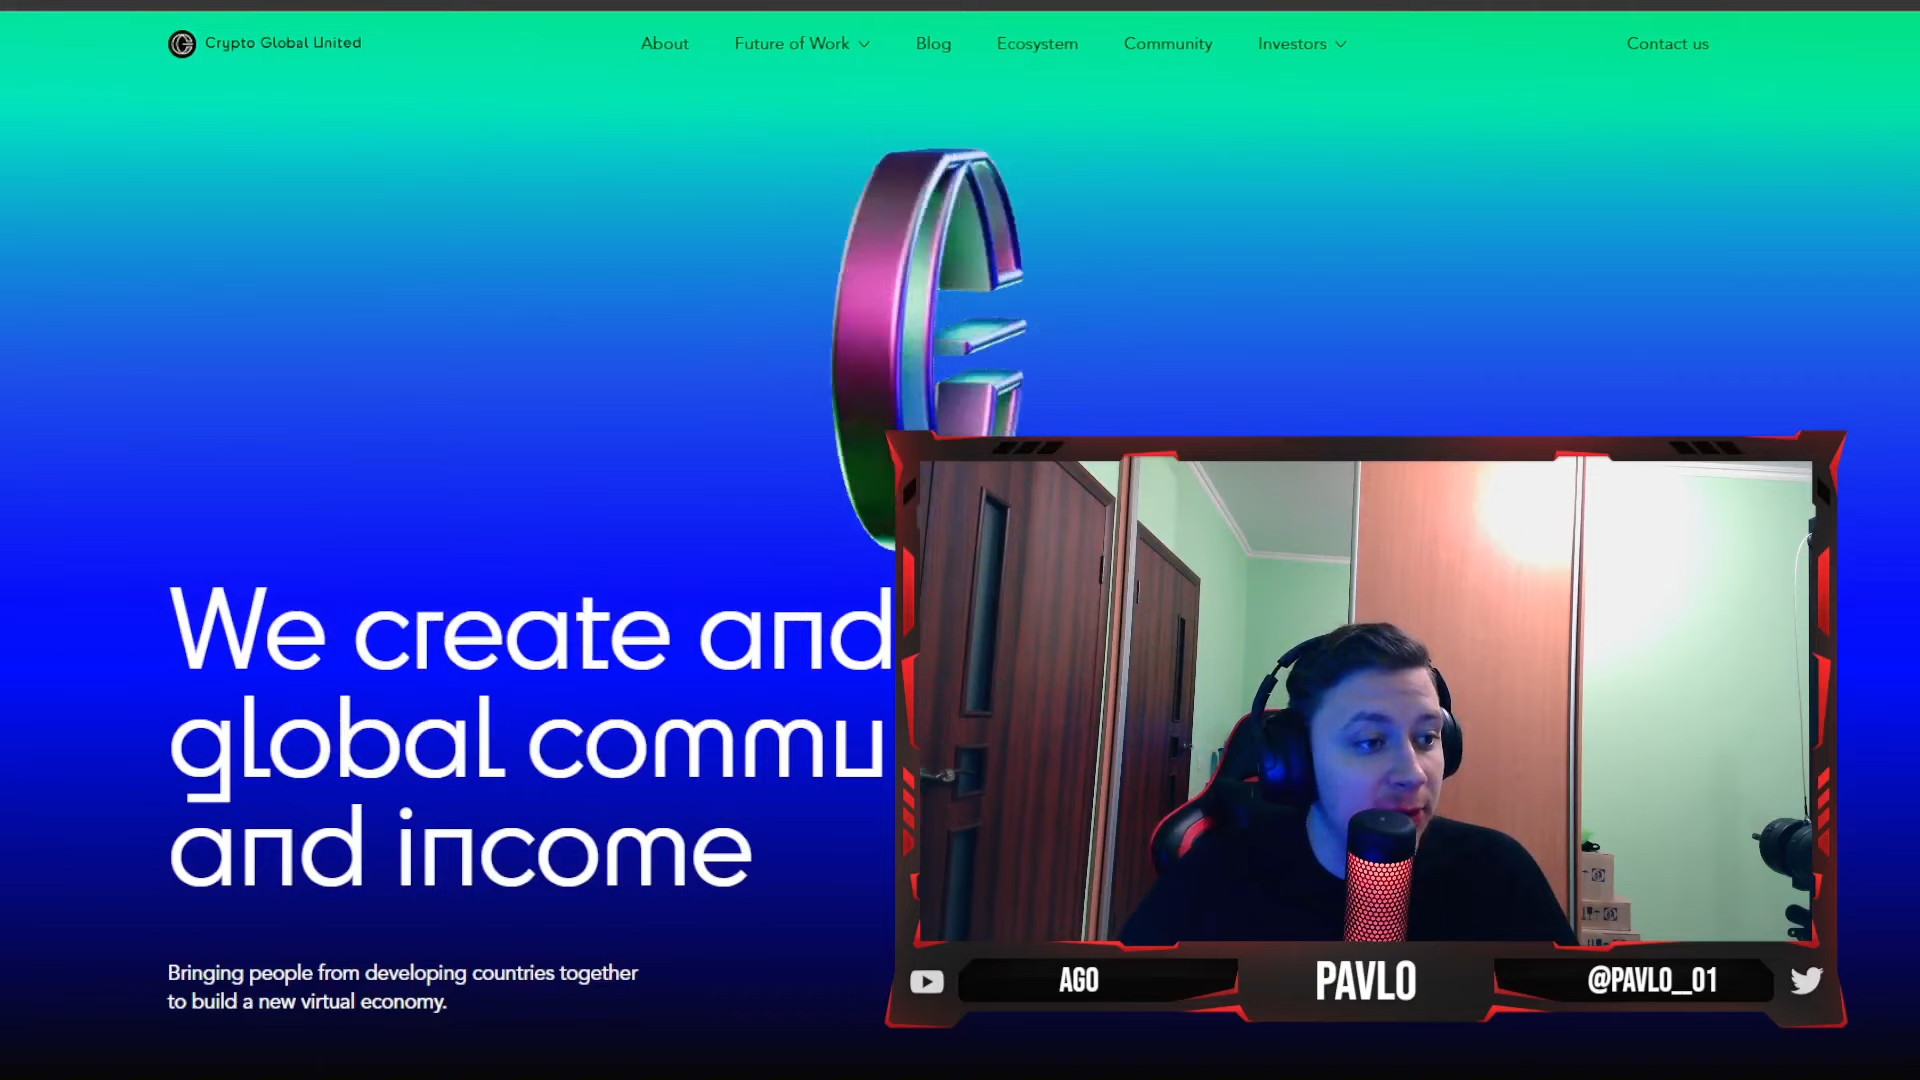 Crypto Global United
About
Future of Work
Blog
Ecosystem
Community
Investors
Contact us
We create and
global commu
and income
Bringing people from developing countries together
to build a new virtual economy.
AGO
PAVLO
@PAVLO__01